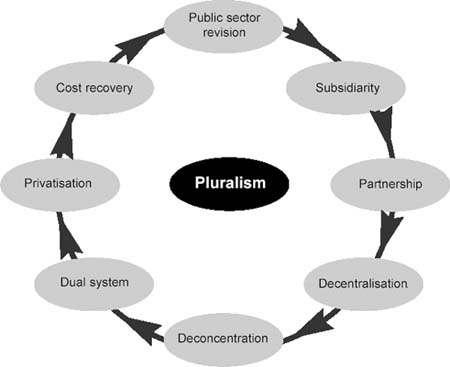 Public sector
revision
Subsidiarity
Partnership
Decentralisation
Deconcentration
Dual system
Privatisation
Cost recovery
Pluralism